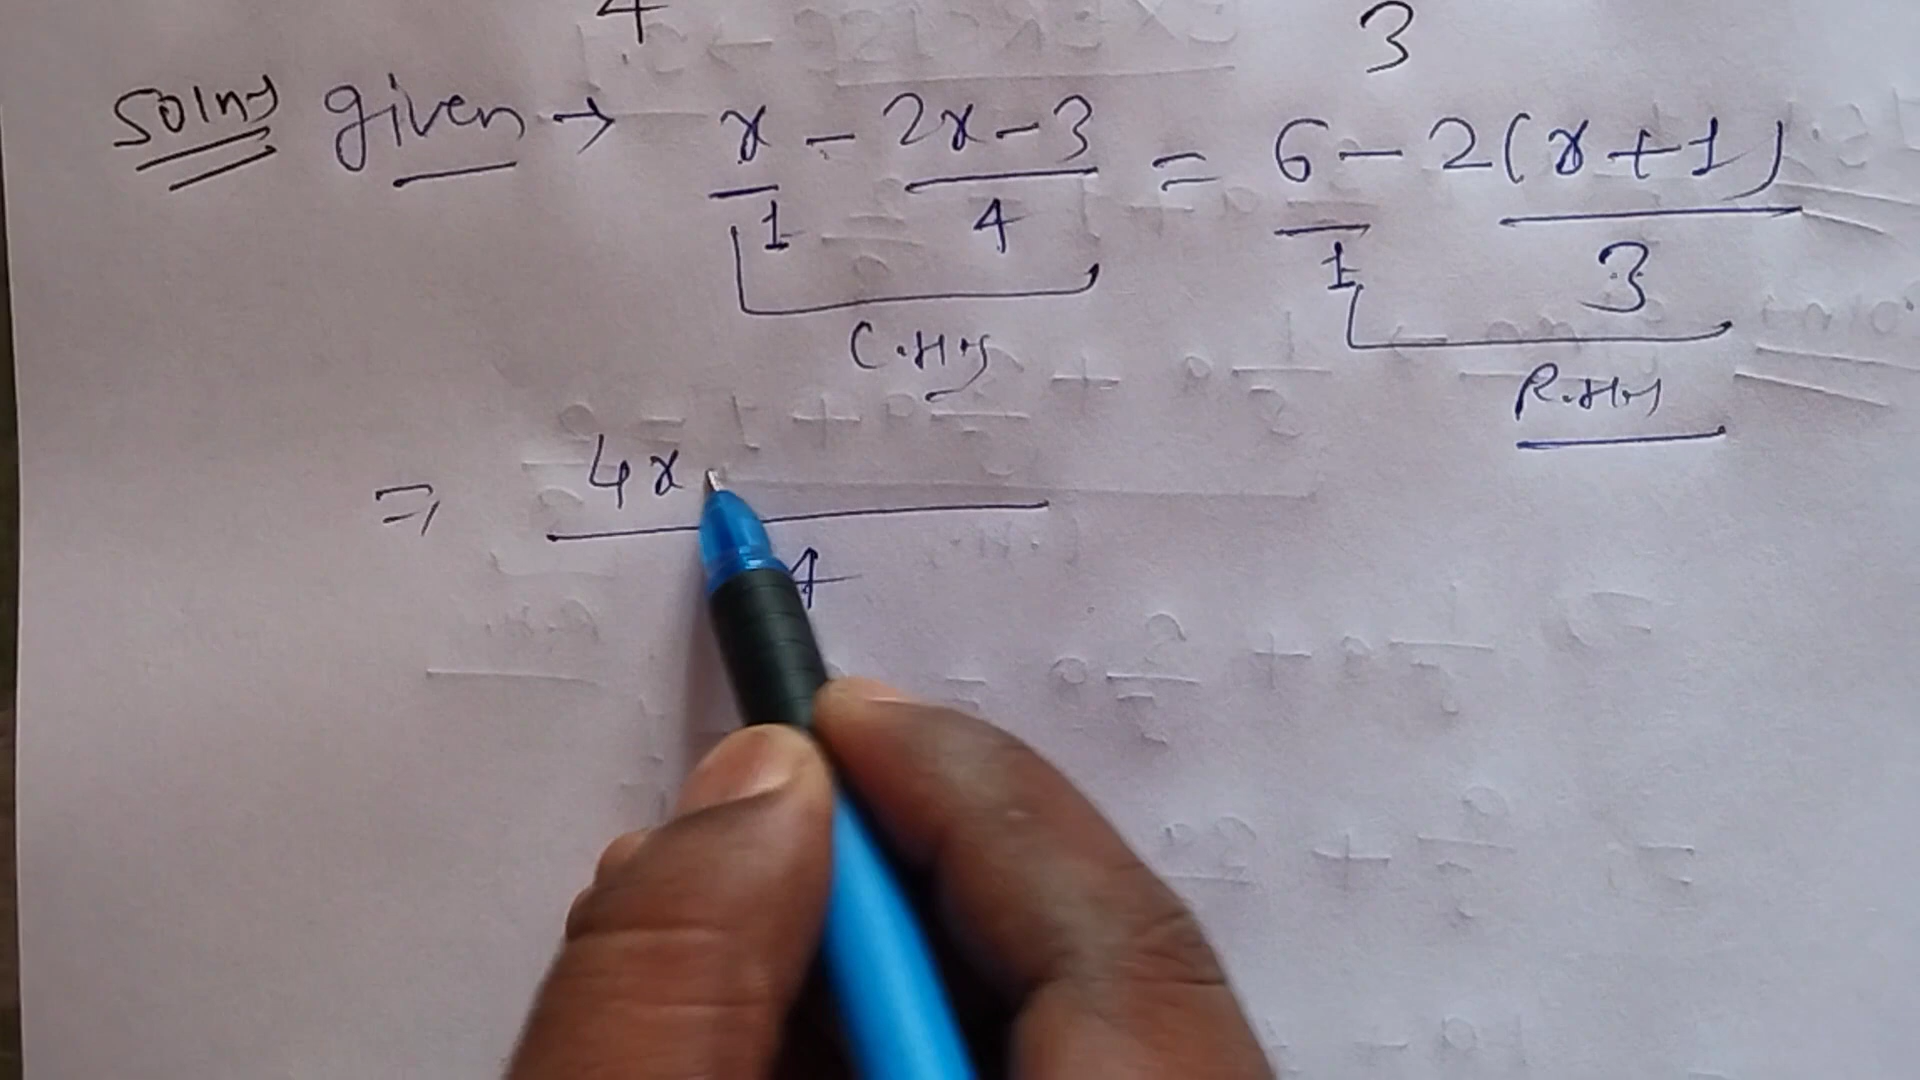 4 3
Soln → given → x - 2x-3 = 6 - 2(x+1)
1 4 1 3
L.H.S
R.H.S
⇒ 4x
4